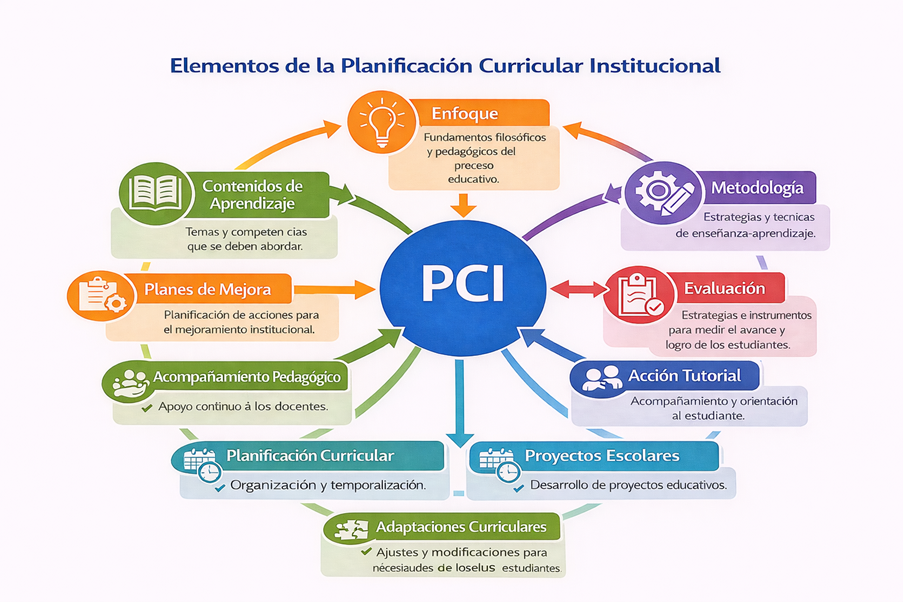 Elementos de la Planificación Curricular Institucional
Enfoque
Fundamentos filosóficos
y pedagógicos del
preceso
educativo.
Contenidos de
Aprendizaje
Temas y competen cias
que se deben abordar.
Metodología
Estrategias y tecnicas
de enseñanza-aprendizaje.
PCI
Planes de Mejora
Planificación de acciones para
el mejoramiento institucional.
Evaluación
Estrategias e instrumentos
para medir el avance y
logro de los estudiantes.
Acompañamiento Pedagógico
Apoyo continuo á los docentes.
Acción Tutorial
Acompañamiento y orientación
al estudiante.
Planificación Curricular
Organización y temporalización.
Proyectos Escolares
Desarrollo de proyectos educativos.
Adaptaciones Curriculares
Ajustes y modificaciones para
nécesiaudes de loselus estudiantes